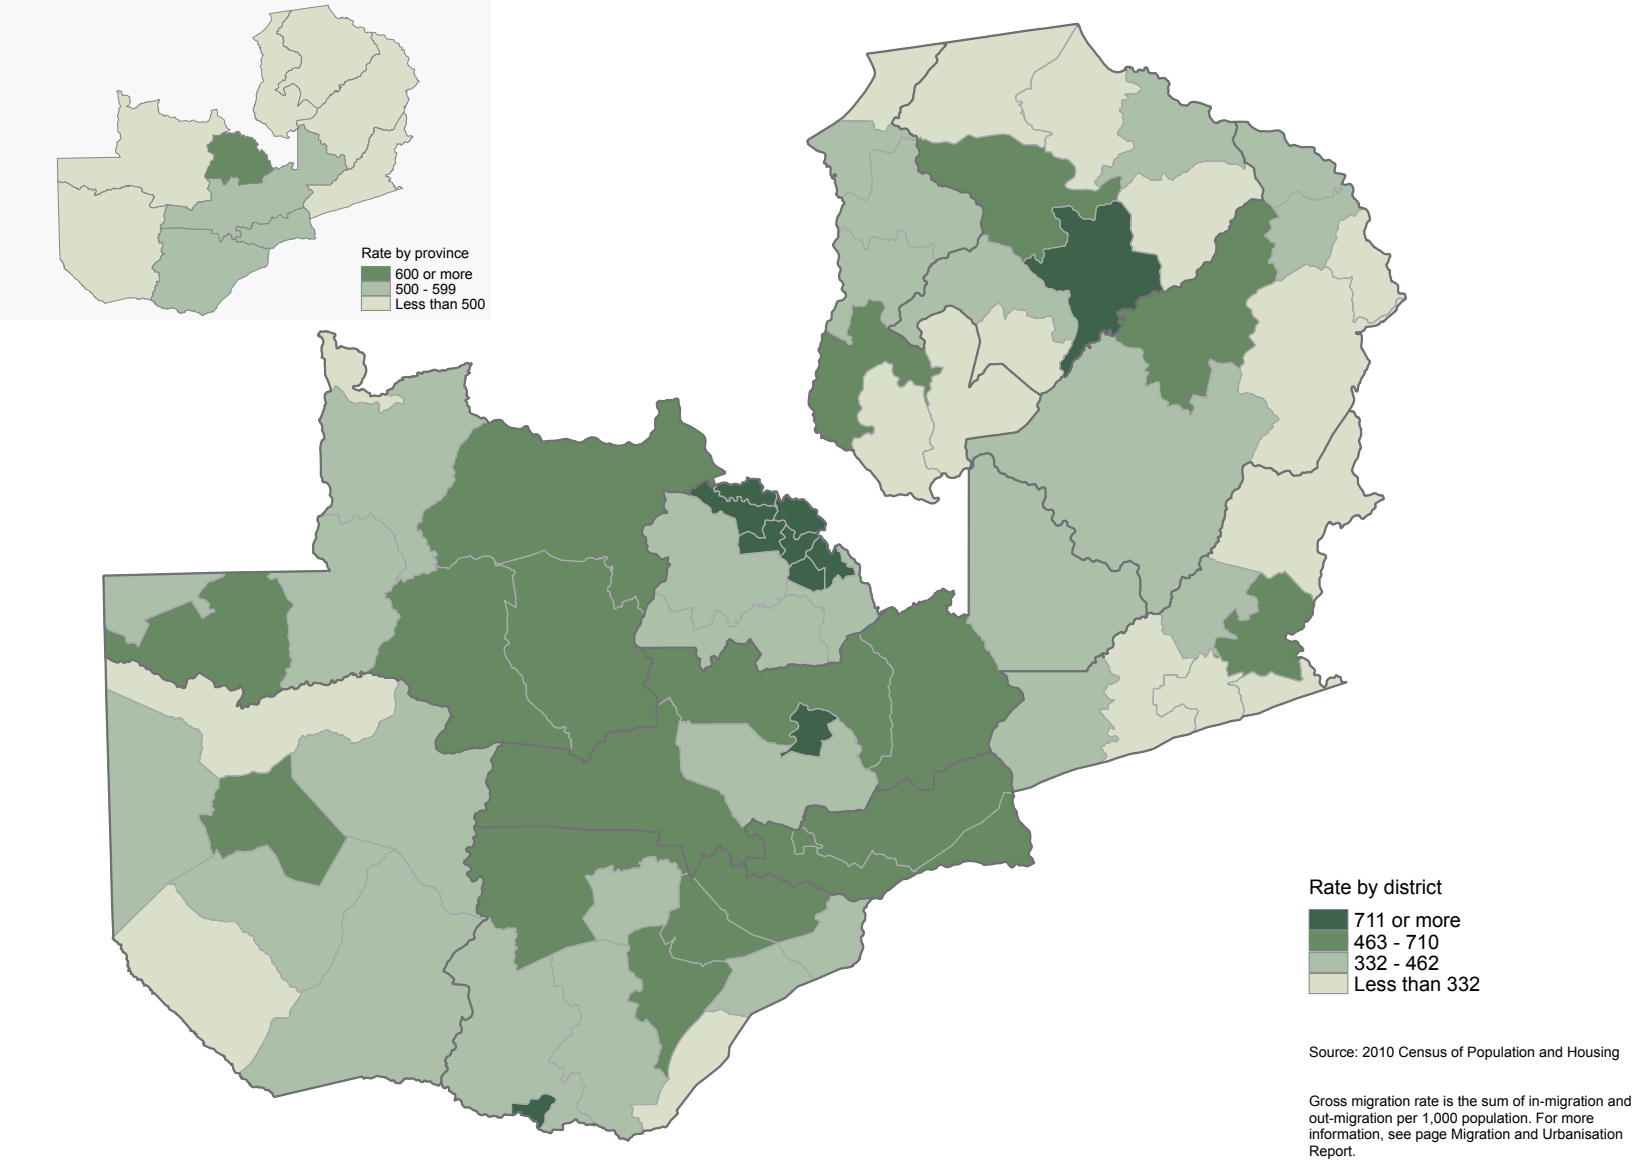 Rate by province
600 or more
500 - 599
Less than 500
Rate by district
711 or more
463 - 710
332 - 462
Less than 332
Source: 2010 Census of Population and Housing
Gross migration rate is the sum of in-migration and
out-migration per 1,000 population. For more
information, see page Migration and Urbanisation
Report.